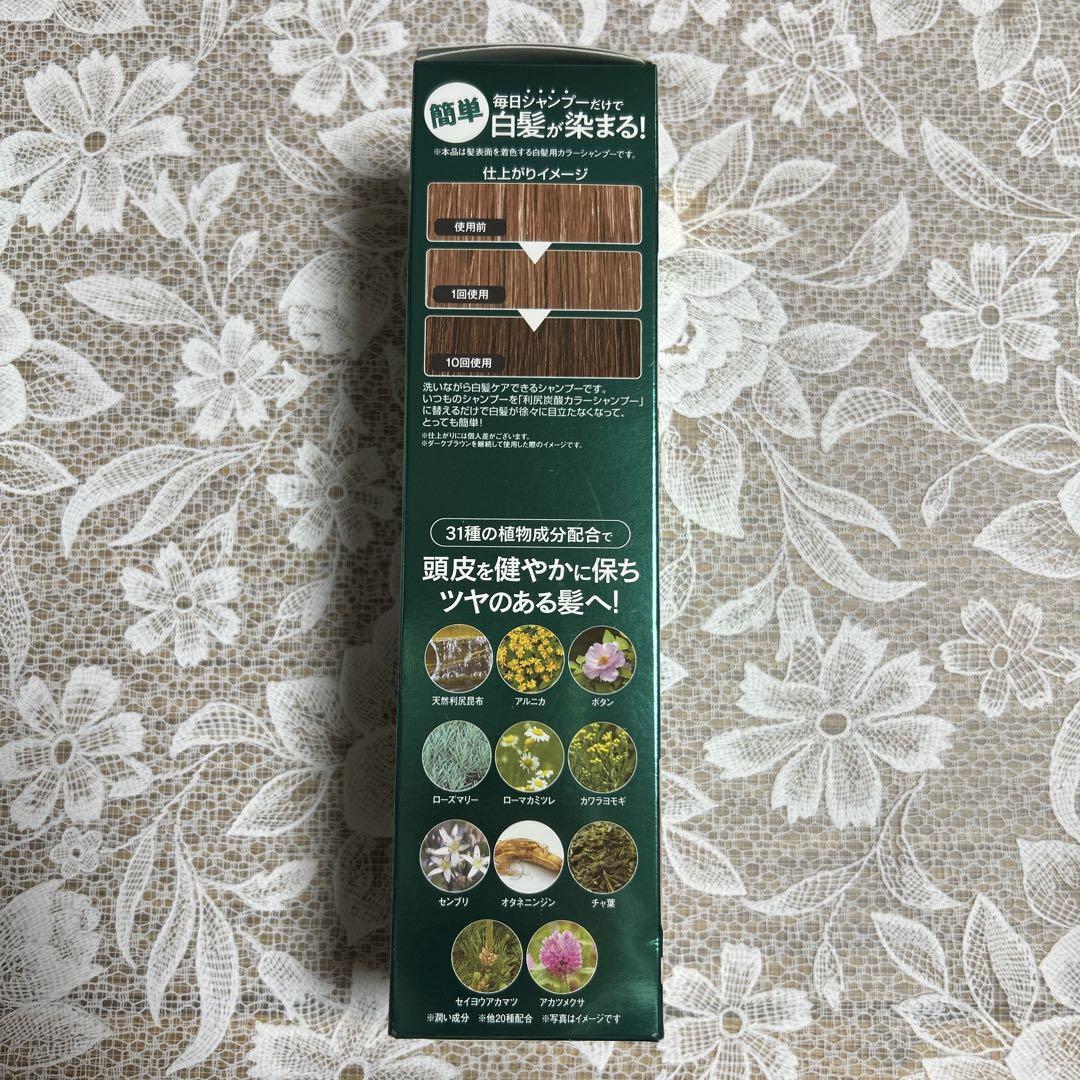 簡単
毎日シャンプーだけで
白髪が染まる!
※本品は髪表面を着色する白髪用カラーシャンプーです。
仕上がりイメージ
使用前
1回使用
10回使用
洗いながら白髪ケアできるシャンプーです。
いつものシャンプーを「利尻炭酸カラーシャンプー」
に替えるだけで白髪が徐々に目立たなくなって、
とっても簡単!
※仕上がりには個人差がございます。
※ダークブラウンを継続して使用した際のイメージです。
31種の植物成分配合で
頭皮を健やかに保ち
ツヤのある髪へ!
天然利尻昆布 アルニカ ボタン
ローズマリー ローマカミツレ カワラヨモギ
センブリ オタネニンジン チャ葉
セイヨウアカマツ アカツメクサ
※潤い成分 ※他20種配合 ※写真はイメージです